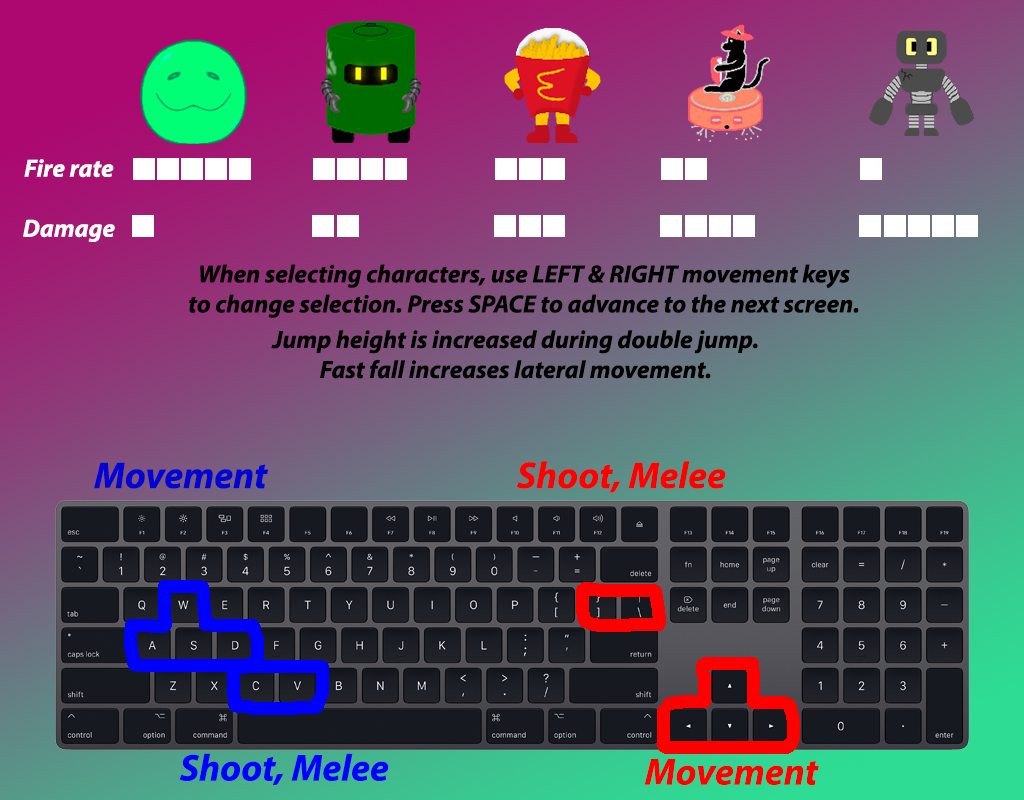 Fire rate
Damage
When selecting characters, use LEFT & RIGHT movement keys
to change selection. Press SPACE to advance to the next screen.
Jump height is increased during double jump.
Fast fall increases lateral movement.
Movement
Shoot, Melee
esc F1 F2 F3 F4 F5 F6 F7 F8 F9 F10 F11 F12 F13 F14 F15 F16 F17 F18 F19
~ ! @ # $ % ^ & * ( ) — +
` 1 2 3 4 5 6 7 8 9 0 - = delete fn home page up clear = / *
tab Q W E R T Y U I O P { [ } ] | \ delete end page down 7 8 9 —
caps lock A S D F G H J K L : ; " ' return 4 5 6 +
shift Z X C V B N M < , > . ? / shift 1 2 3
control option command command option control 0 . enter
Shoot, Melee
Movement